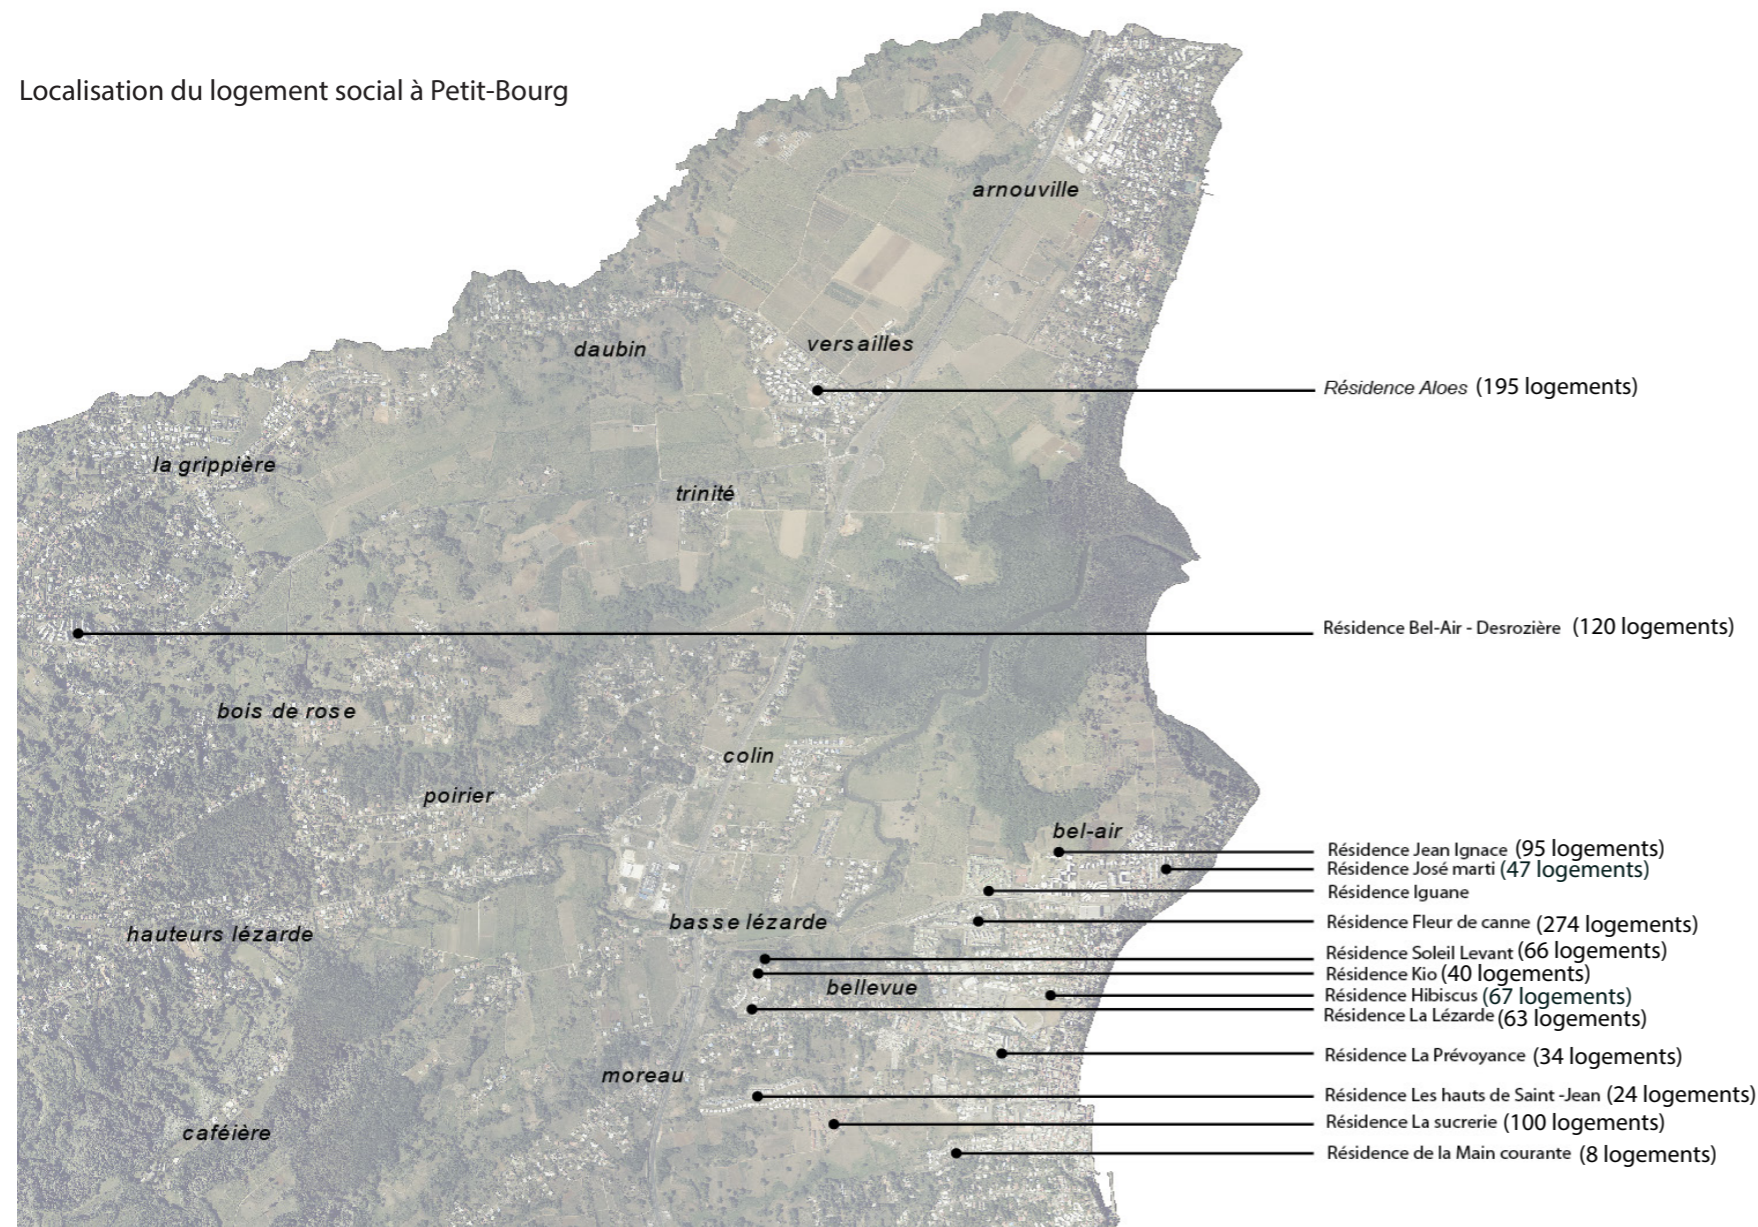 Localisation du logement social à Petit-Bourg
arnouville
versailles
daubin
Résidence Aloes (195 logements)
la grippière
trinité
Résidence Bel-Air - Desrozière (120 logements)
bois de rose
colin
poirier
bel-air
Résidence Jean Ignace (95 logements)
Résidence José marti (47 logements)
Résidence Iguane
basse lézarde
Résidence Fleur de canne (274 logements)
hauteurs lézarde
Résidence Soleil Levant (66 logements)
Résidence Kio (40 logements)
bellevue
Résidence Hibiscus (67 logements)
Résidence La Lézarde (63 logements)
Résidence La Prévoyance (34 logements)
moreau
Résidence Les hauts de Saint -Jean (24 logements)
Résidence La sucrerie (100 logements)
caféière
Résidence de la Main courante (8 logements)